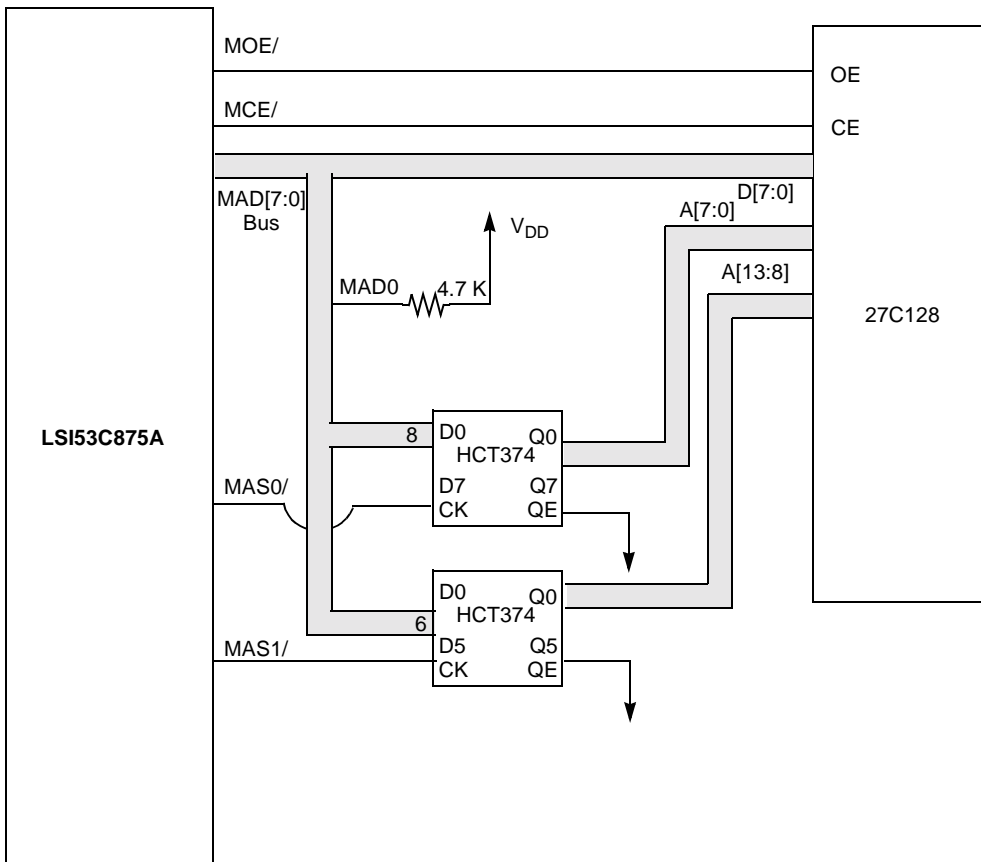 MOE/
OE
MCE/
CE
MAD[7:0]
Bus
D[7:0]
A[7:0]
VDD
A[13:8]
MAD0
4.7 K
27C128
LSI53C875A
8
D0
Q0
HCT374
D7
Q7
MAS0/
CK
QE
D0
Q0
HCT374
6
D5
Q5
MAS1/
CK
QE